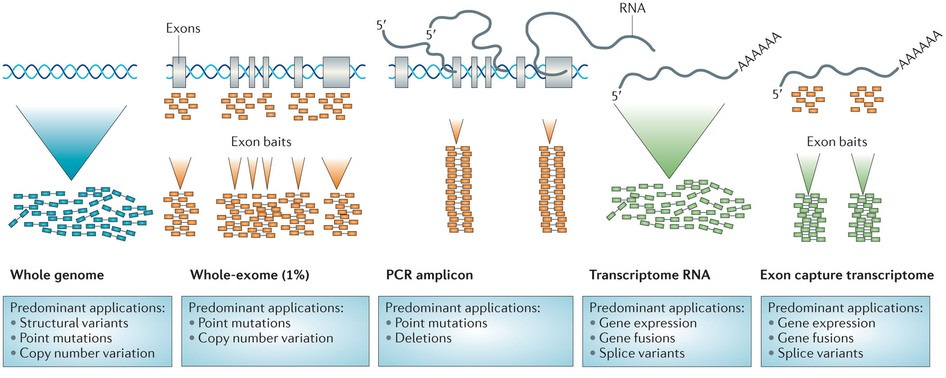 Exons
5′
5′
RNA
AAAAAA
5′
AAAAAA
5′
Exon baits
Exon baits
Whole genome
Predominant applications:
• Structural variants
• Point mutations
• Copy number variation
Whole-exome (1%)
Predominant applications:
• Point mutations
• Copy number variation
PCR amplicon
Predominant applications:
• Point mutations
• Deletions
Transcriptome RNA
Predominant applications:
• Gene expression
• Gene fusions
• Splice variants
Exon capture transcriptome
Predominant applications:
• Gene expression
• Gene fusions
• Splice variants